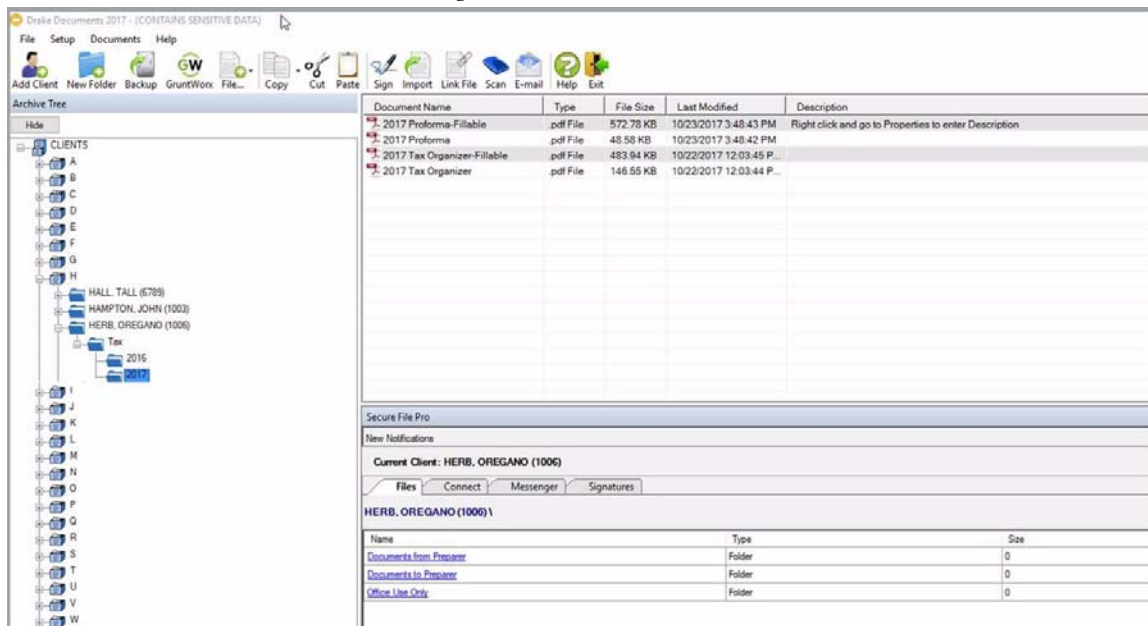 Drake Documents 2017 - (CONTAINS SENSITIVE DATA)
File Setup Documents Help
GW
Add Client New Folder Backup GruntWorx File... Copy Cut Paste Sign Import Link File Scan E-mail Help Exit
Archive Tree
Hide
CLIENTS
A
B
C
D
E
F
G
H
HALL, TALL (6789)
HAMPTON, JOHN (1003)
HERB, OREGANO (1006)
Tax
2016
2017
I
J
K
L
M
N
O
P
Q
R
S
T
U
V
W
Document Name Type File Size Last Modified Description
2017 Proforma-Fillable .pdf File 572.78 KB 10/23/2017 3:48:43 PM Right click and go to Properties to enter Description
2017 Proforma .pdf File 48.58 KB 10/23/2017 3:48:42 PM
2017 Tax Organizer-Fillable .pdf File 483.94 KB 10/22/2017 12:03:45 P...
2017 Tax Organizer .pdf File 146.55 KB 10/22/2017 12:03:44 P...
Secure File Pro
New Notifications
Current Client: HERB, OREGANO (1006)
Files Connect Messenger Signatures
HERB, OREGANO (1006) \
Name Type Size
Documents from Preparer Folder 0
Documents to Preparer Folder 0
Office Use Only Folder 0